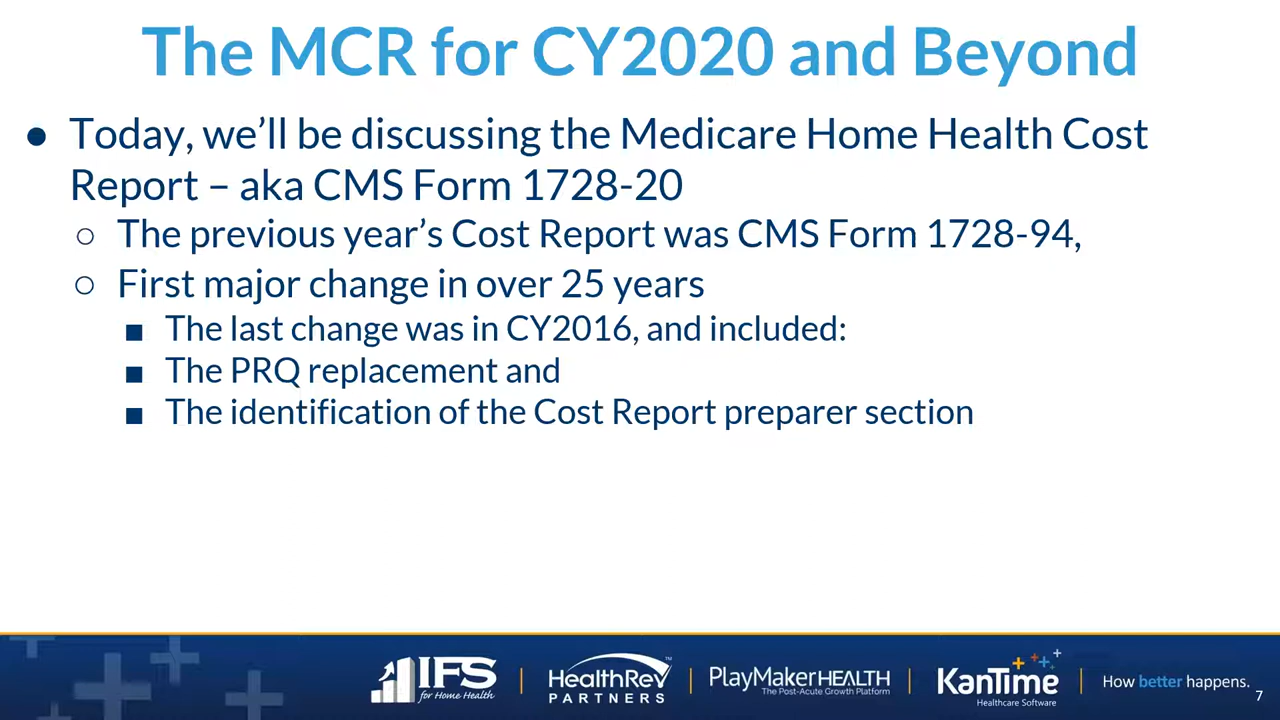 The MCR for CY2020 and Beyond
● Today, we’ll be discussing the Medicare Home Health Cost
Report – aka CMS Form 1728-20
○ The previous year’s Cost Report was CMS Form 1728-94,
○ First major change in over 25 years
■ The last change was in CY2016, and included:
■ The PRQ replacement and
■ The identification of the Cost Report preparer section
IFS
for Home Health
HealthRev™
PARTNERS
PlayMaker HEALTH
The Post-Acute Growth Platform
KanTime
Healthcare Software
How better happens.
7